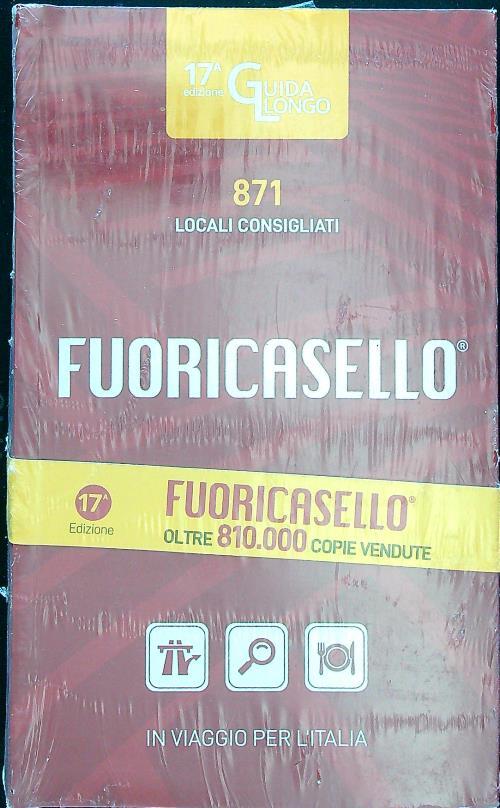 17ᴬ
edizione
GUIDA
LONGO
871
LOCALI CONSIGLIATI
FUORICASELLO®
17ᴬ
Edizione
FUORICASELLO®
OLTRE 810.000 COPIE VENDUTE
IN VIAGGIO PER L'ITALIA